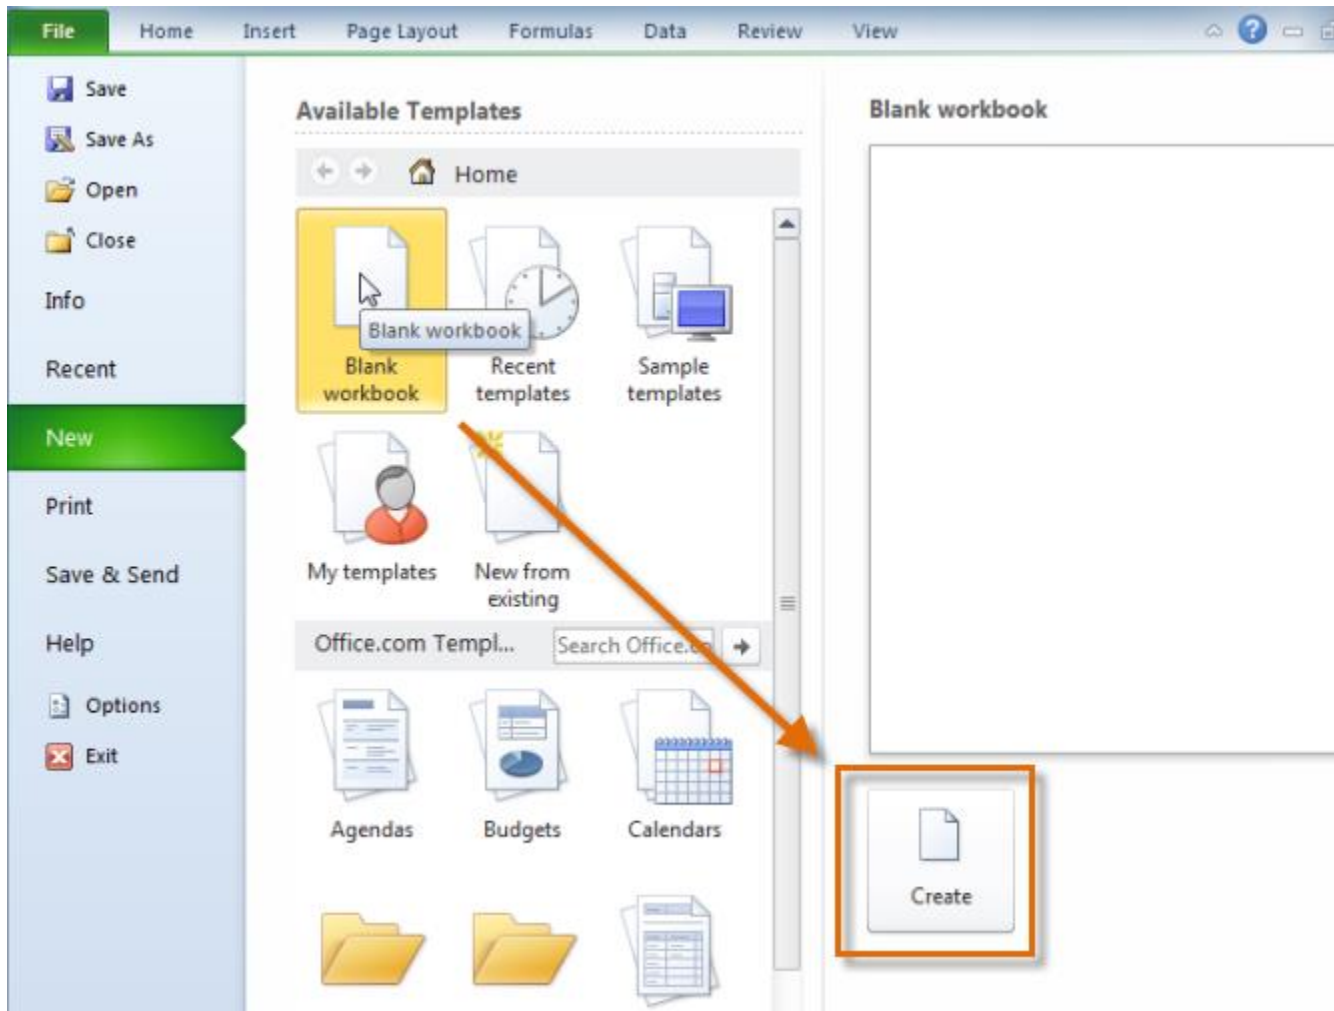 File Home Insert Page Layout Formulas Data Review View
Save
Save As
Open
Close
Info
Recent
New
Print
Save & Send
Help
Options
Exit
Available Templates
Home
Blank workbook
Blank
workbook
Recent
templates
Sample
templates
My templates
New from
existing
Office.com Templ...
Search Office.co
Agendas
Budgets
Calendars
Blank workbook
Create